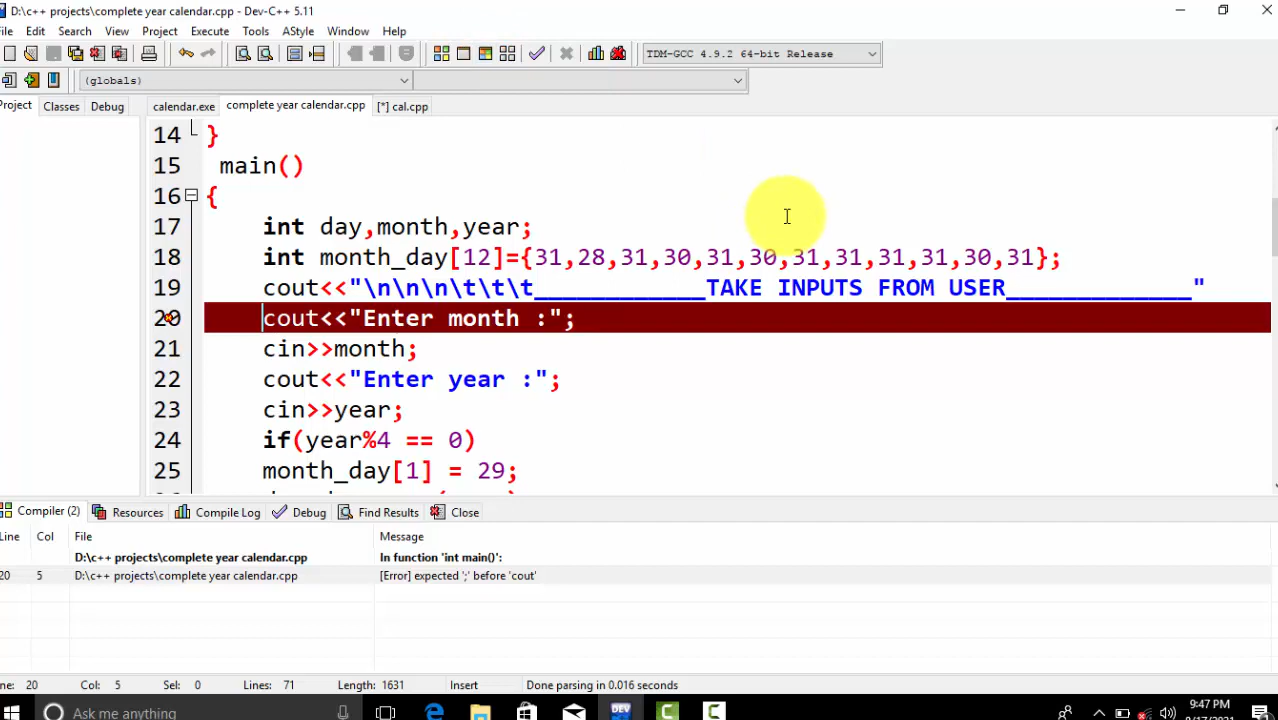 D:\c++ projects\complete year calendar.cpp - Dev-C++ 5.11
File Edit Search View Project Execute Tools AStyle Window Help
TDM-GCC 4.9.2 64-bit Release
(globals)
Project Classes Debug calendar.exe complete year calendar.cpp [*] cal.cpp
14 }
15 main()
16 {
17 int day,month,year;
18 int month_day[12]={31,28,31,30,31,30,31,31,31,31,30,31};
19 cout<<"\n\n\n\t\t\t____________TAKE INPUTS FROM USER_____________"
20 cout<<"Enter month :";
21 cin>>month;
22 cout<<"Enter year :";
23 cin>>year;
24 if(year%4 == 0)
25 month_day[1] = 29;
Compiler (2) Resources Compile Log Debug Find Results Close
Line Col File Message
D:\c++ projects\complete year calendar.cpp In function 'int main()':
20 5 D:\c++ projects\complete year calendar.cpp [Error] expected ';' before 'cout'
ne: 20 Col: 5 Sel: 0 Lines: 71 Length: 1631 Insert Done parsing in 0.016 seconds
Ask me anything DEV 9:47 PM